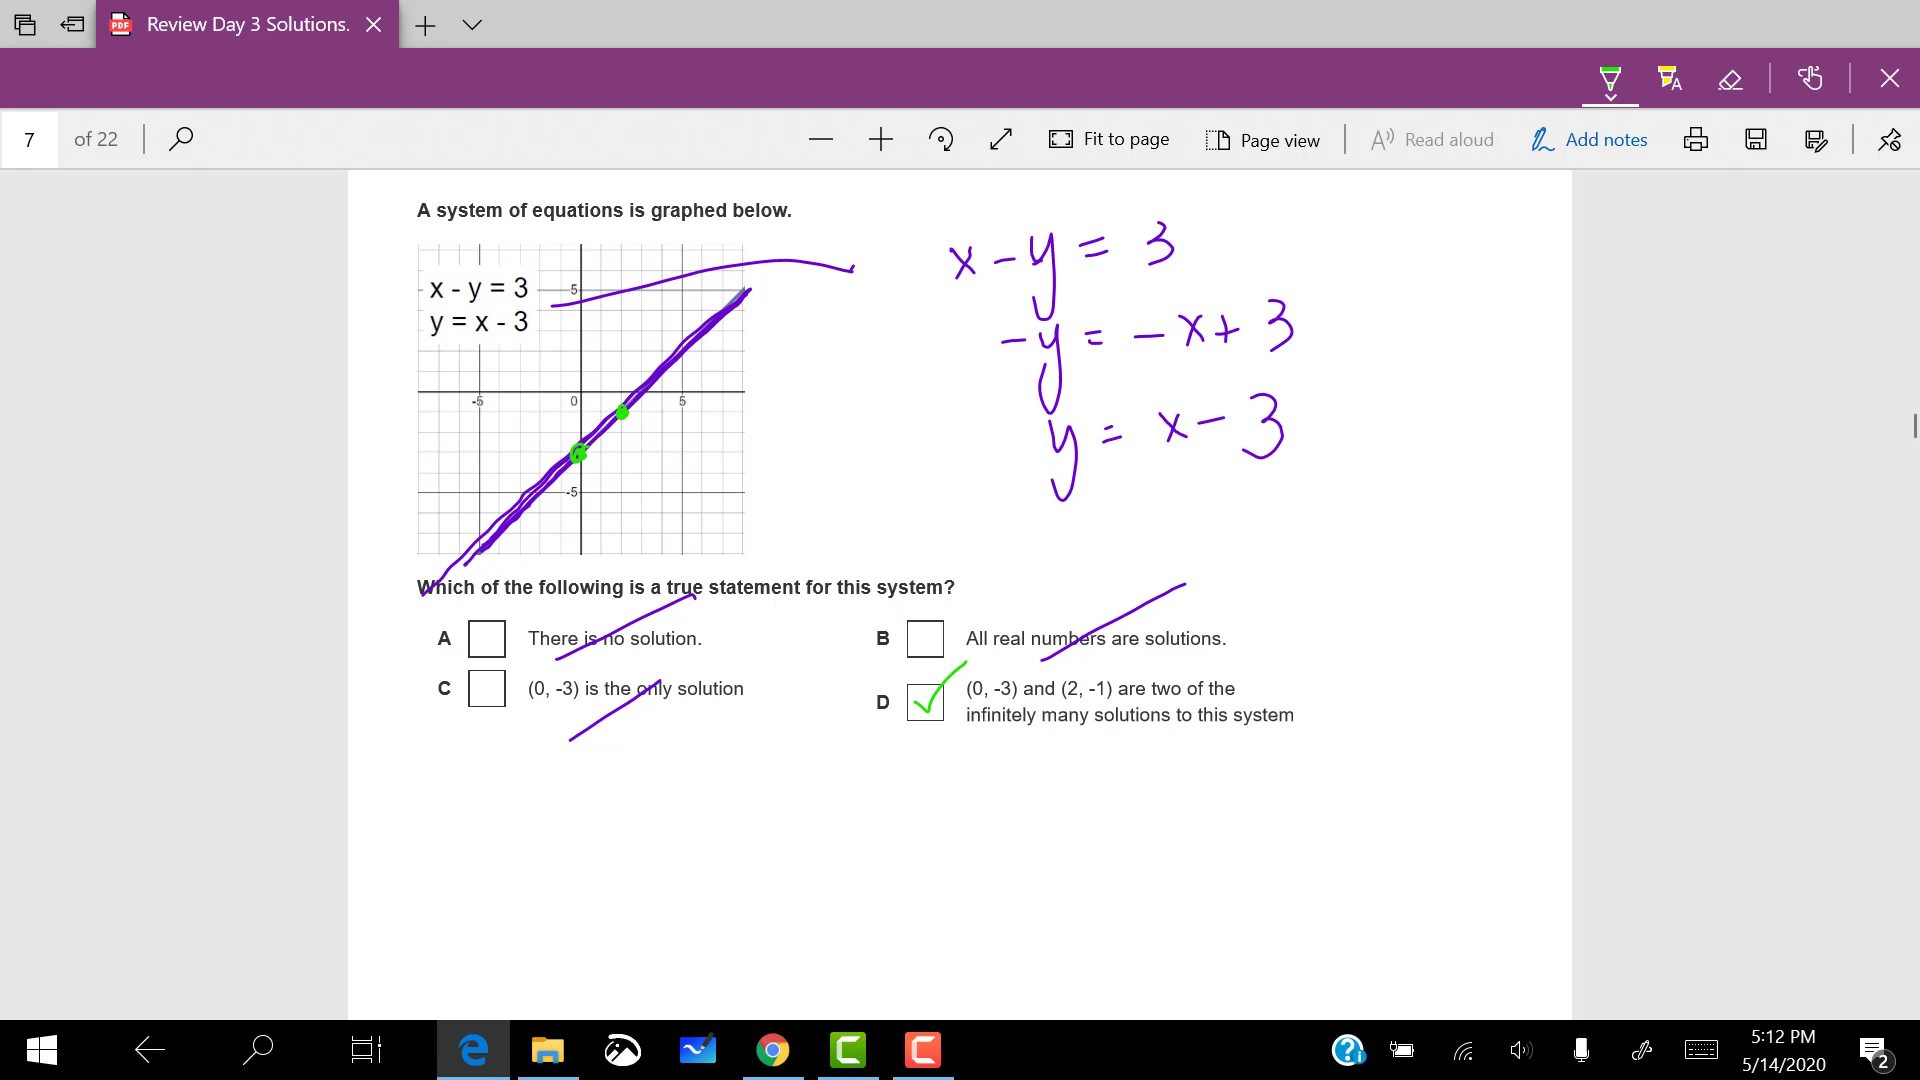 Review Day 3 Solutions.
7 of 22 Fit to page Page view Read aloud Add notes
A system of equations is graphed below.
x - y = 3
y = x - 3
5
-5 0 5
-5
x - y = 3
-y = -x + 3
y = x - 3
Which of the following is a true statement for this system?
A There is no solution.
B All real numbers are solutions.
C (0, -3) is the only solution
D (0, -3) and (2, -1) are two of the
infinitely many solutions to this system
5:12 PM
5/14/2020
2